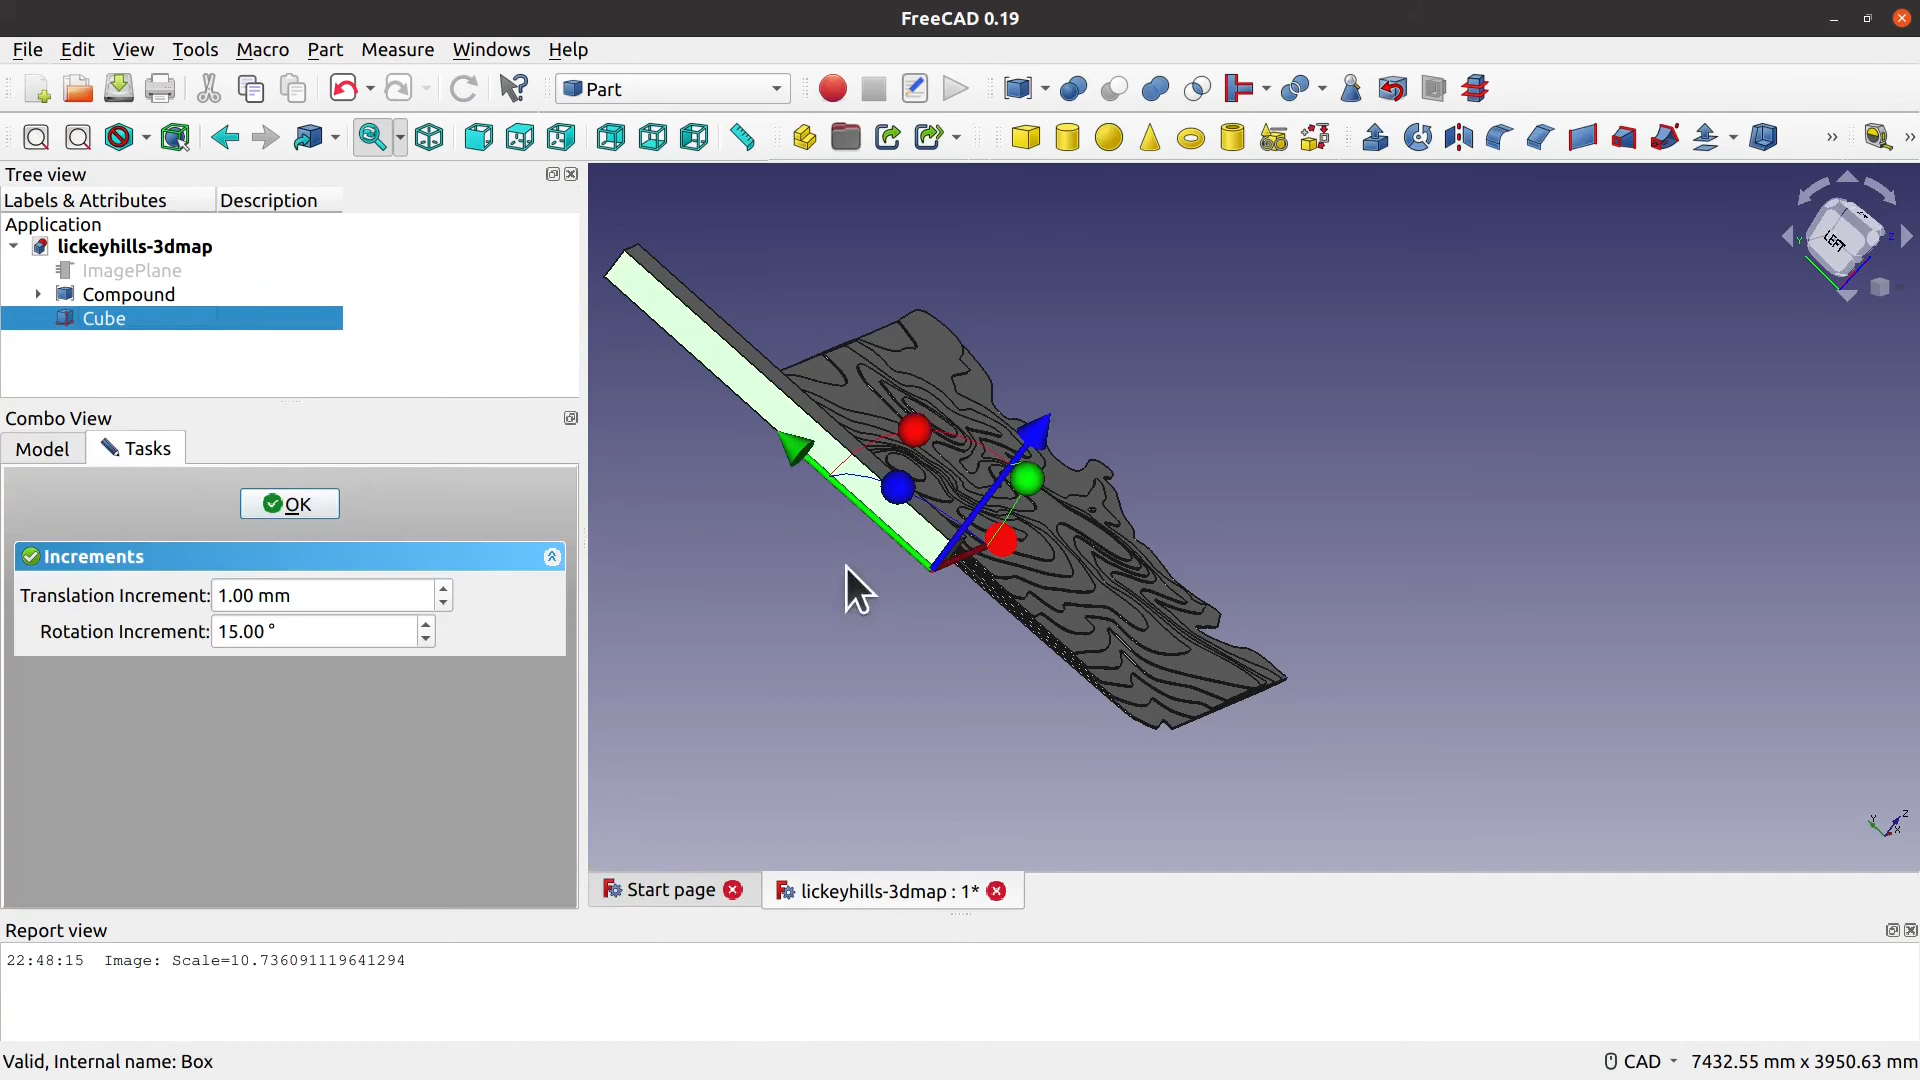 FreeCAD 0.19
File Edit View Tools Macro Part Measure Windows Help
Part
Tree view
Labels & Attributes Description
Application
lickeyhills-3dmap
ImagePlane
Compound
Cube
Combo View
Model Tasks
OK
Increments
Translation Increment: 1.00 mm
Rotation Increment: 15.00 °
LEFT
Y Z
Y Z X
Start page lickeyhills-3dmap : 1*
Report view
22:48:15 Image: Scale=10.736091119641294
Valid, Internal name: Box CAD 7432.55 mm x 3950.63 mm